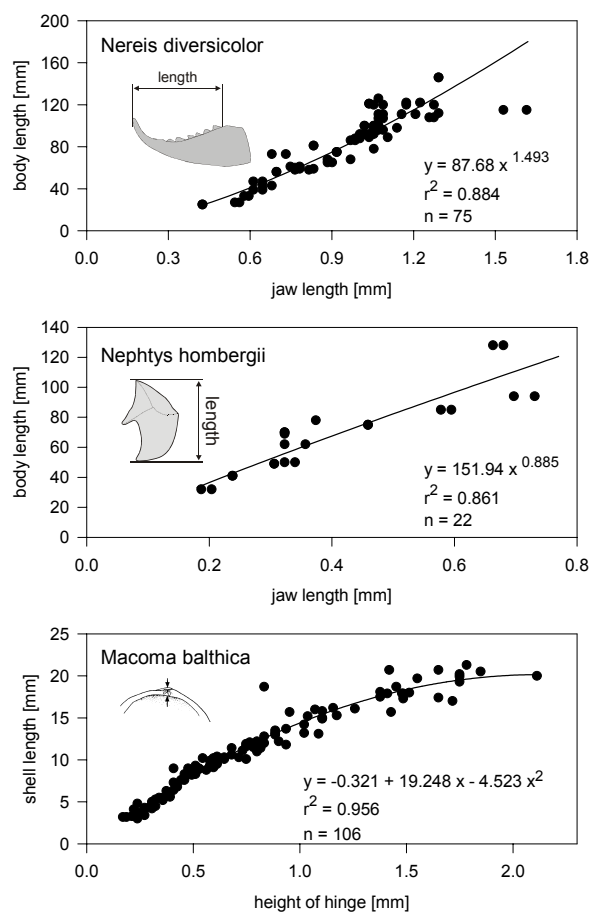 Nereis diversicolor
length
body length [mm]
200
160
120
80
40
0
y = 87.68 x 1.493
r2 = 0.884
n = 75
0.0 0.3 0.6 0.9 1.2 1.5 1.8
jaw length [mm]
Nephtys hombergii
length
body length [mm]
140
120
100
80
60
40
20
0
y = 151.94 x 0.885
r2 = 0.861
n = 22
0.0 0.2 0.4 0.6 0.8
jaw length [mm]
Macoma balthica
shell length [mm]
25
20
15
10
5
0
y = -0.321 + 19.248 x - 4.523 x2
r2 = 0.956
n = 106
0.0 0.5 1.0 1.5 2.0
height of hinge [mm]